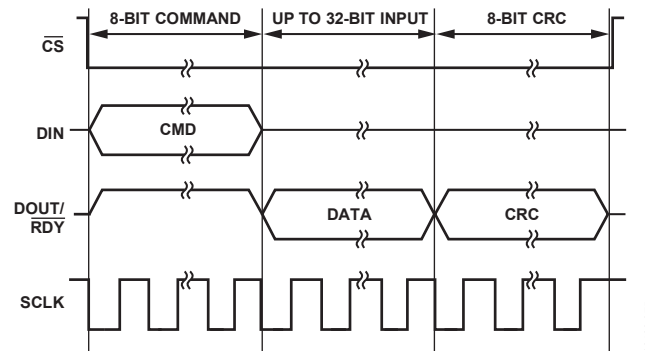 8-BIT COMMAND UP TO 32-BIT INPUT 8-BIT CRC
CS
DIN CMD
DOUT/
RDY DATA CRC
SCLK